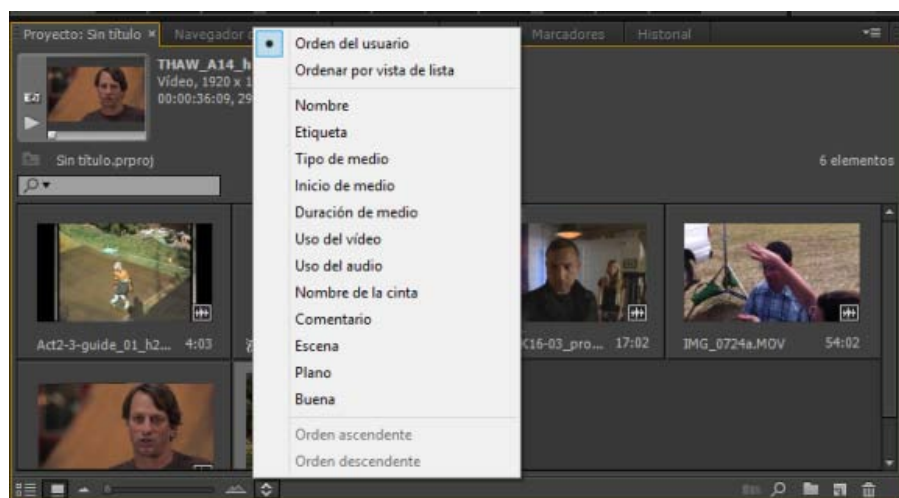 Proyecto: Sin título × Navegador Marcadores Historial
THAW_A14_h
Vídeo, 1920 x 1
00:00:36:09, 29
Sin título.prproj
6 elementos
Orden del usuario
Ordenar por vista de lista
Nombre
Etiqueta
Tipo de medio
Inicio de medio
Duración de medio
Uso del vídeo
Uso del audio
Nombre de la cinta
Comentario
Escena
Plano
Buena
Orden ascendente
Orden descendente
Act2-3-guide_01_h2... 4:03
K16-03_pro... 17:02
IMG_0724a.MOV 54:02